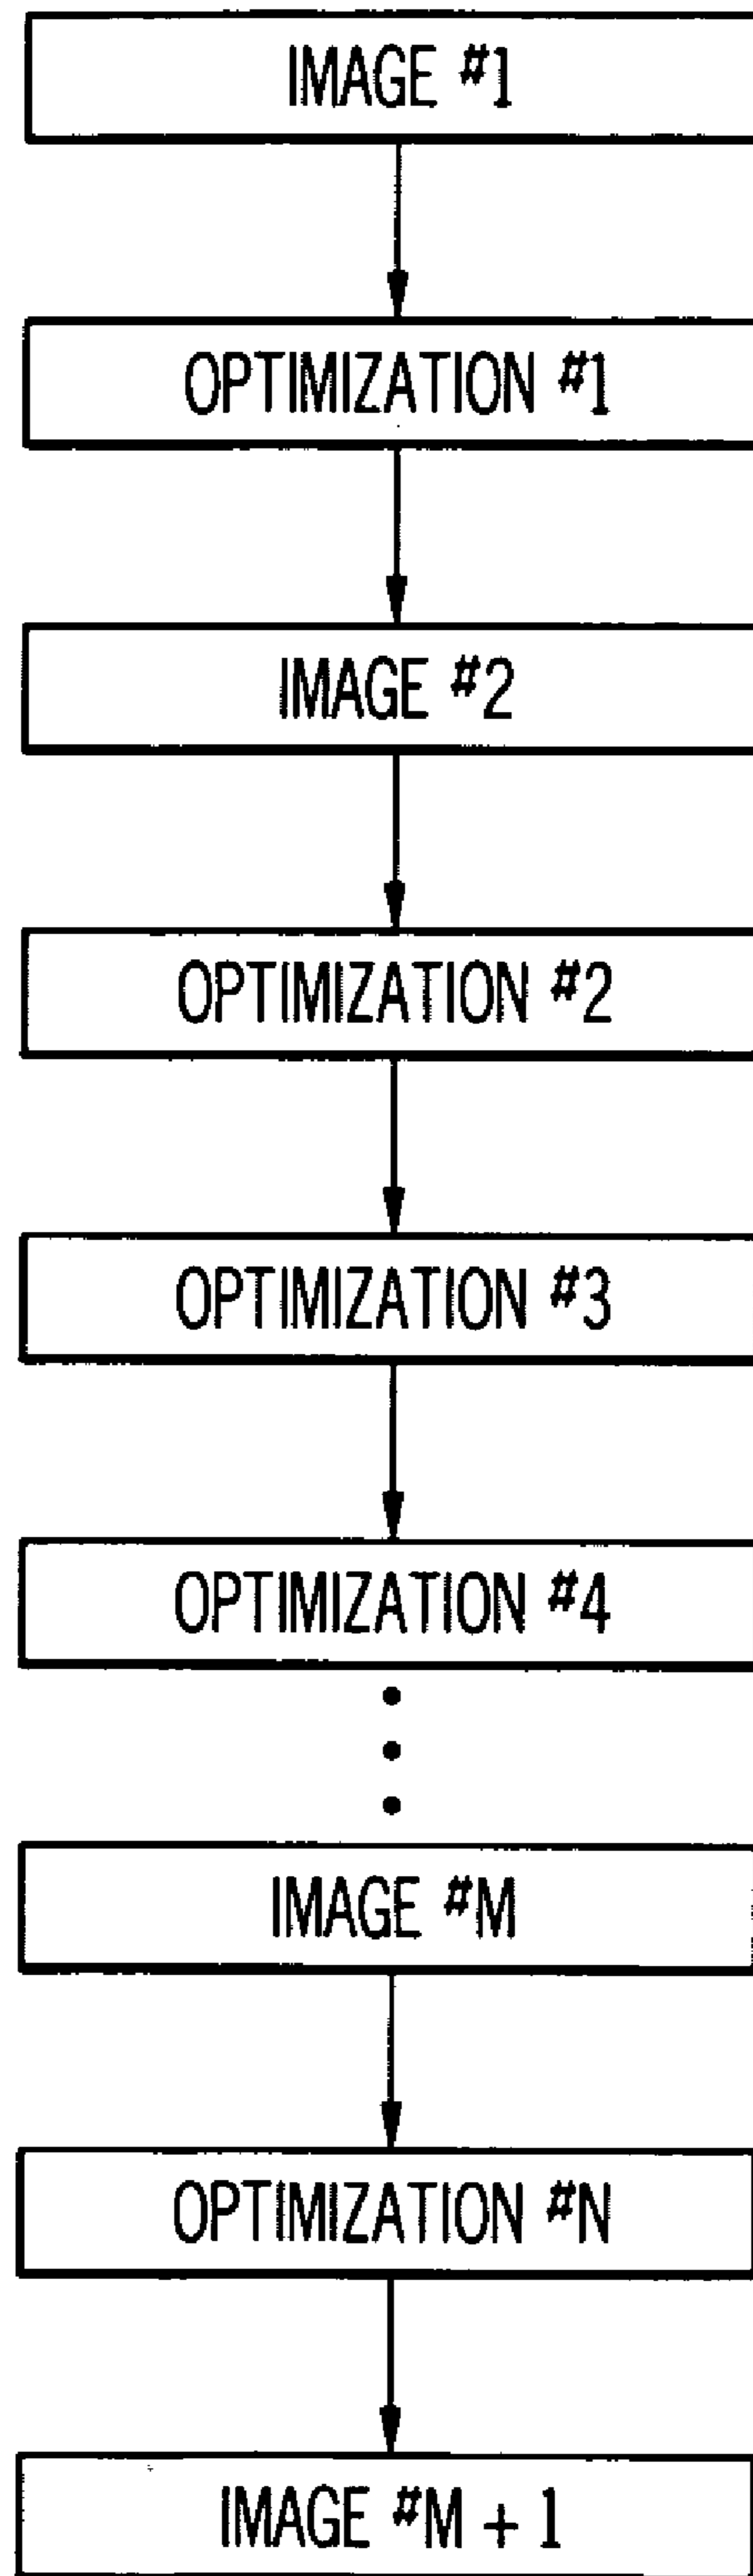 IMAGE #1
OPTIMIZATION #1
IMAGE #2
OPTIMIZATION #2
OPTIMIZATION #3
OPTIMIZATION #4
IMAGE #M
OPTIMIZATION #N
IMAGE #M + 1